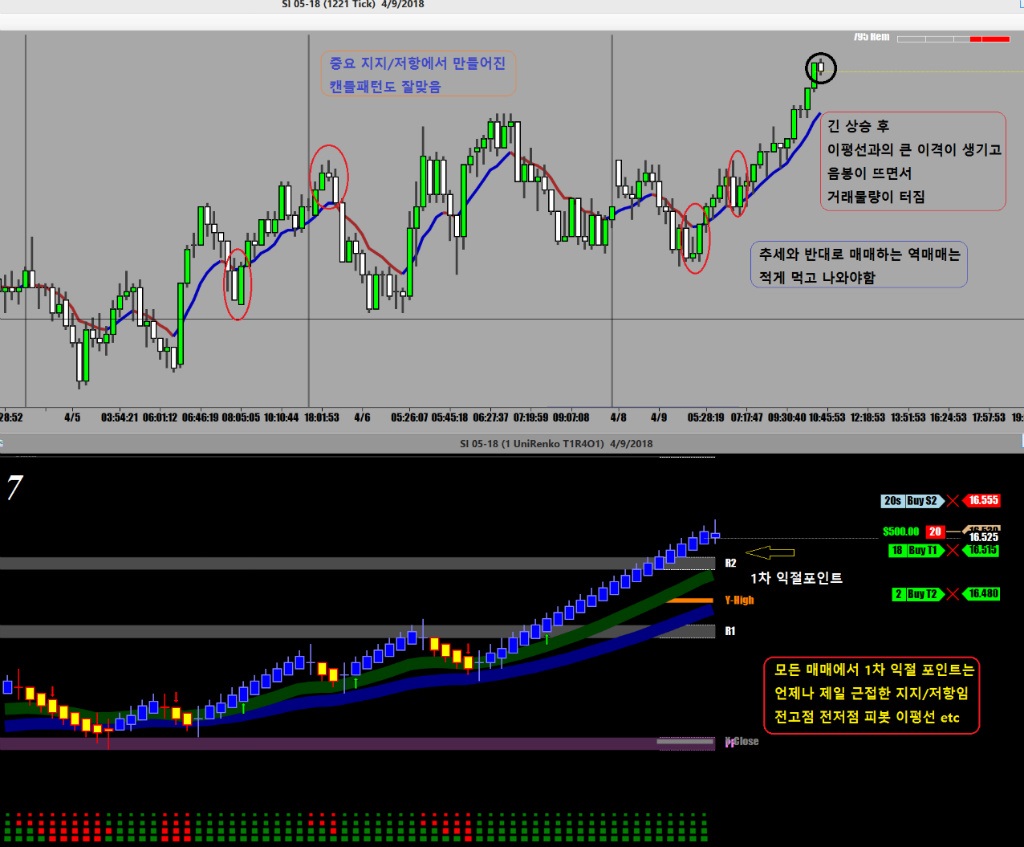 SI 05-18 (1221 Tick)  4/9/2018
795 Rem
중요 지지/저항에서 만들어진
캔들패턴도 잘맞음
긴 상승 후
이평선과의 큰 이격이 생기고
음봉이 뜨면서
거래물량이 터짐
추세와 반대로 매매하는 역매매는
적게 먹고 나와야함
28:52 4/5 03:54:21 06:01:12 06:46:19 08:05:05 10:10:44 18:01:53 4/6 05:26:07 05:45:18 06:27:37 07:19:59 09:07:08 4/8 4/9 05:28:19 07:17:47 09:30:40 10:45:53 12:18:53 13:51:53 16:24:53 17:57:53 19:
SI 05-18 (1 UniRenko T1R4O1)  4/9/2018
7
20s Buy S2 16.555
$500.00 20
16.525
18 Buy T1 16.515
R2
1차 익절포인트
2 Buy T2 16.480
Y-High
R1
모든 매매에서 1차 익절 포인트는
언제나 제일 근접한 지지/저항임
전고점 전저점 피봇 이평선 etc
Close